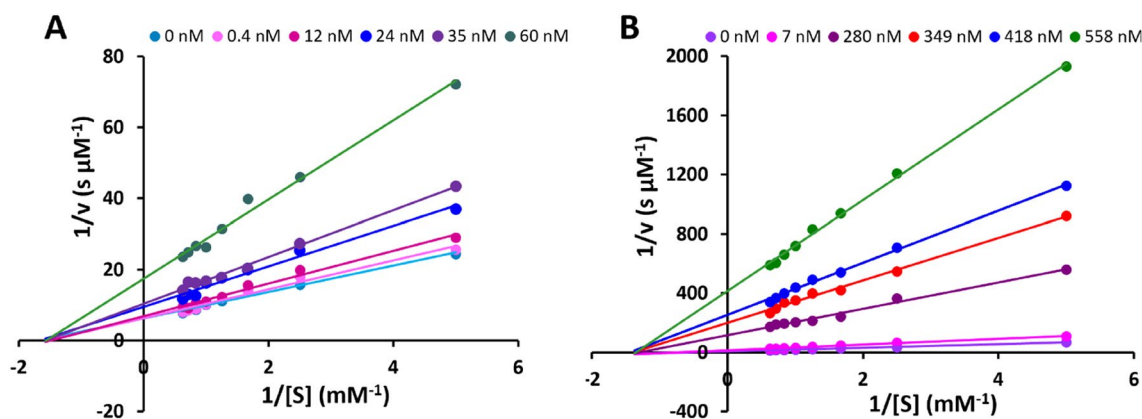 A
0 nM 0.4 nM 12 nM 24 nM 35 nM 60 nM
80
60
40
20
0
-20
-2 0 2 4 6
1/v (s µM⁻¹)
1/[S] (mM⁻¹)
B
0 nM 7 nM 280 nM 349 nM 418 nM 558 nM
2000
1600
1200
800
400
0
-400
-2 0 2 4 6
1/v (s µM⁻¹)
1/[S] (mM⁻¹)